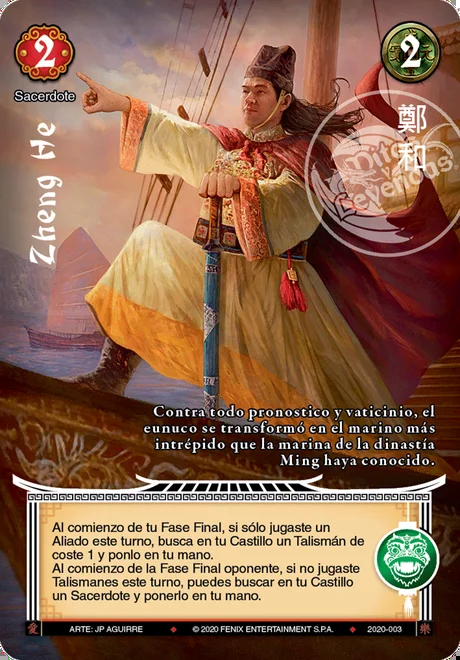 2
2
Sacerdote
Zheng He
鄭和
Mitos y Leyendas
Contra todo pronostico y vaticinio, el
eunuco se transformó en el marino más
intrépido que la marina de la dinastía
Ming haya conocido.
Al comienzo de tu Fase Final, si sólo jugaste un
Aliado este turno, busca en tu Castillo un Talismán de
coste 1 y ponlo en tu mano.
Al comienzo de la Fase Final oponente, si no jugaste
Talismanes este turno, puedes buscar en tu Castillo
un Sacerdote y ponerlo en tu mano.
ARTE: JP AGUIRRE
© 2020 FENIX ENTERTAINMENT S.P.A.
2020-003